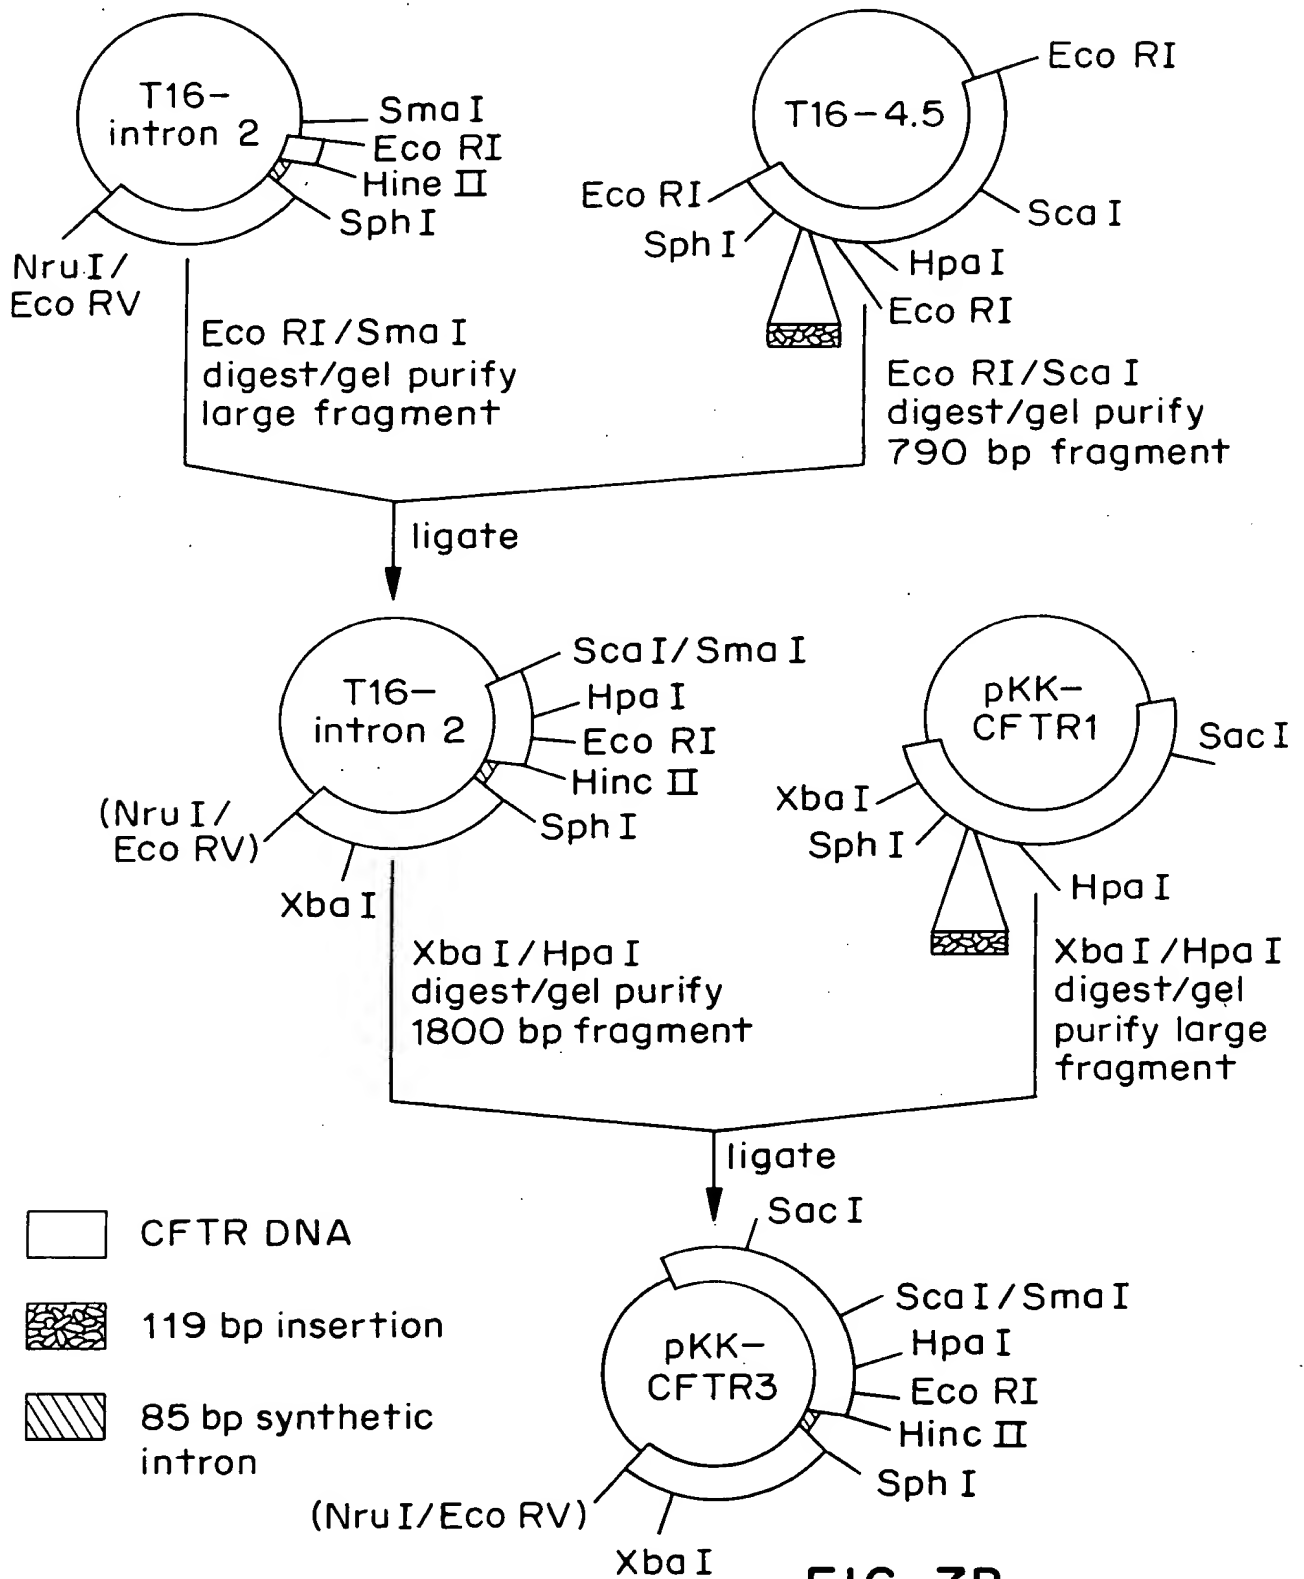 T16-
intron 2
Sma I
Eco RI
Hine II
Sph I
Nru I/
Eco RV
T16-4.5
Eco RI
Sca I
Hpa I
Eco RI
Eco RI
Sph I
Eco RI/Sma I
digest/gel purify
large fragment
Eco RI/Sca I
digest/gel purify
790 bp fragment
ligate
T16-
intron 2
Sca I/Sma I
Hpa I
Eco RI
Hinc II
Sph I
(Nru I/
Eco RV)
Xba I
pKK-
CFTR1
Sac I
Xba I
Sph I
Hpa I
Xba I/Hpa I
digest/gel purify
1800 bp fragment
Xba I/Hpa I
digest/gel
purify large
fragment
ligate
CFTR DNA
119 bp insertion
85 bp synthetic
intron
pKK-
CFTR3
Sac I
Sca I/Sma I
Hpa I
Eco RI
Hinc II
Sph I
(Nru I/Eco RV)
Xba I